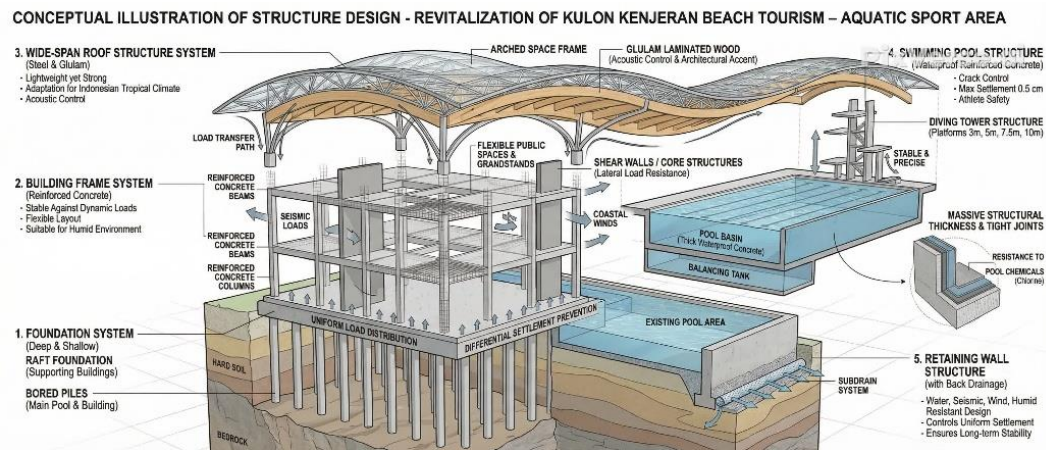 CONCEPTUAL ILLUSTRATION OF STRUCTURE DESIGN - REVITALIZATION OF KULON KENJERAN BEACH TOURISM – AQUATIC SPORT AREA
3. WIDE-SPAN ROOF STRUCTURE SYSTEM
(Steel & Glulam)
- Lightweight yet Strong
- Adaptation for Indonesian Tropical Climate
- Acoustic Control
ARCHED SPACE FRAME
GLULAM LAMINATED WOOD
(Acoustic Control & Architectural Accent)
4. SWIMMING POOL STRUCTURE
(Waterproof Reinforced Concrete)
- Crack Control
- Max Settlement 0.5 cm
- Athlete Safety
DIVING TOWER STRUCTURE
(Platforms 3m, 5m, 7.5m, 10m)
STABLE &
PRECISE
LOAD TRANSFER
PATH
FLEXIBLE PUBLIC
SPACES &
GRANDSTANDS
SHEAR WALLS / CORE STRUCTURES
(Lateral Load Resistance)
2. BUILDING FRAME SYSTEM
(Reinforced Concrete)
- Stable Against Dynamic Loads
- Flexible Layout
- Suitable for Humid Environment
REINFORCED
CONCRETE
BEAMS
SEISMIC
LOADS
COASTAL
WINDS
REINFORCED
CONCRETE
BEAMS
REINFORCED
CONCRETE
COLUMNS
POOL BASIN
(Thick Waterproof Concrete)
BALANCING TANK
MASSIVE STRUCTURAL
THICKNESS & TIGHT JOINTS
RESISTANCE TO
POOL CHEMICALS
(Chlorine)
UNIFORM LOAD DISTRIBUTION
DIFFERENTIAL SETTLEMENT PREVENTION
EXISTING POOL AREA
1. FOUNDATION SYSTEM
(Deep & Shallow)
RAFT FOUNDATION
(Supporting Buildings)
BORED PILES
(Main Pool & Building)
HARD SOIL
BEDROCK
SUBDRAIN
SYSTEM
5. RETAINING WALL
STRUCTURE
(with Back Drainage)
- Water, Seismic, Wind, Humid
Resistant Design
- Controls Uniform Settlement
- Ensures Long-term Stability